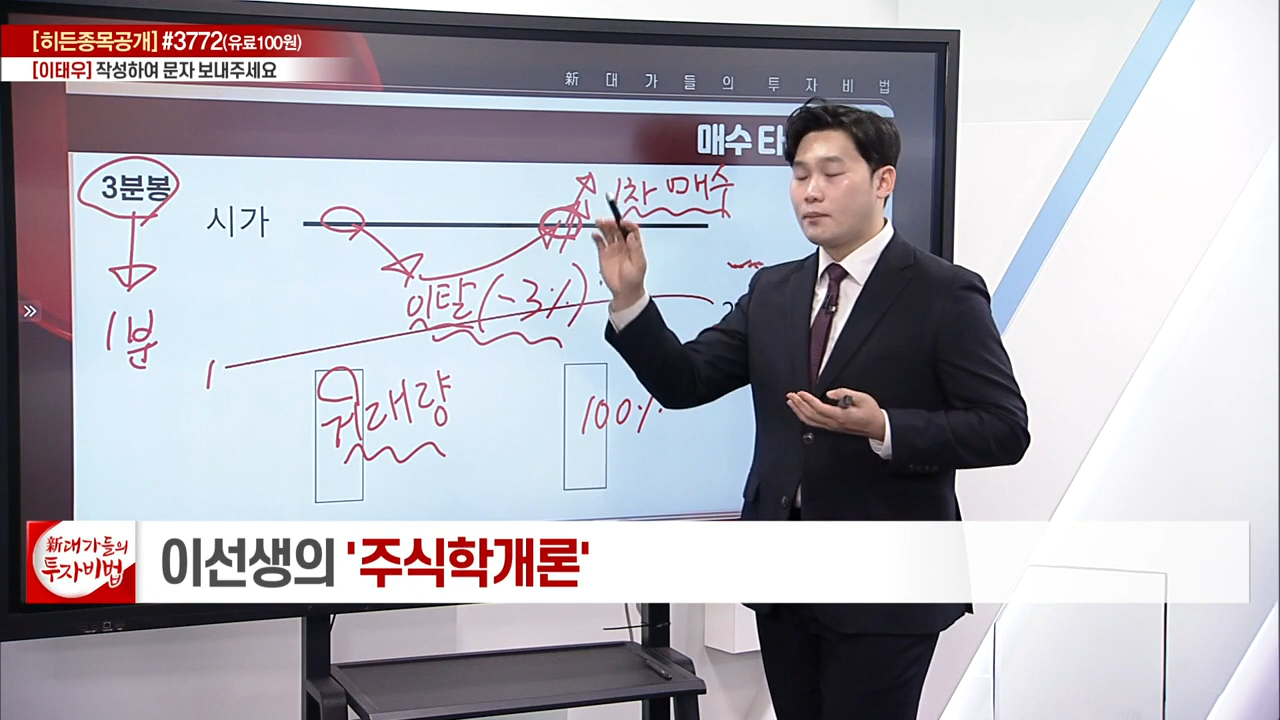 [히든종목공개] #3772(유료100원)
[이태우] 작성하여 문자 보내주세요
新 대가들의 투자비법
매수 타
3분봉
1분
시가
1차 매수
이탈(-3%)
1
거대량
100%
»
新대가들의
투자비법
이선생의 '주식학개론'